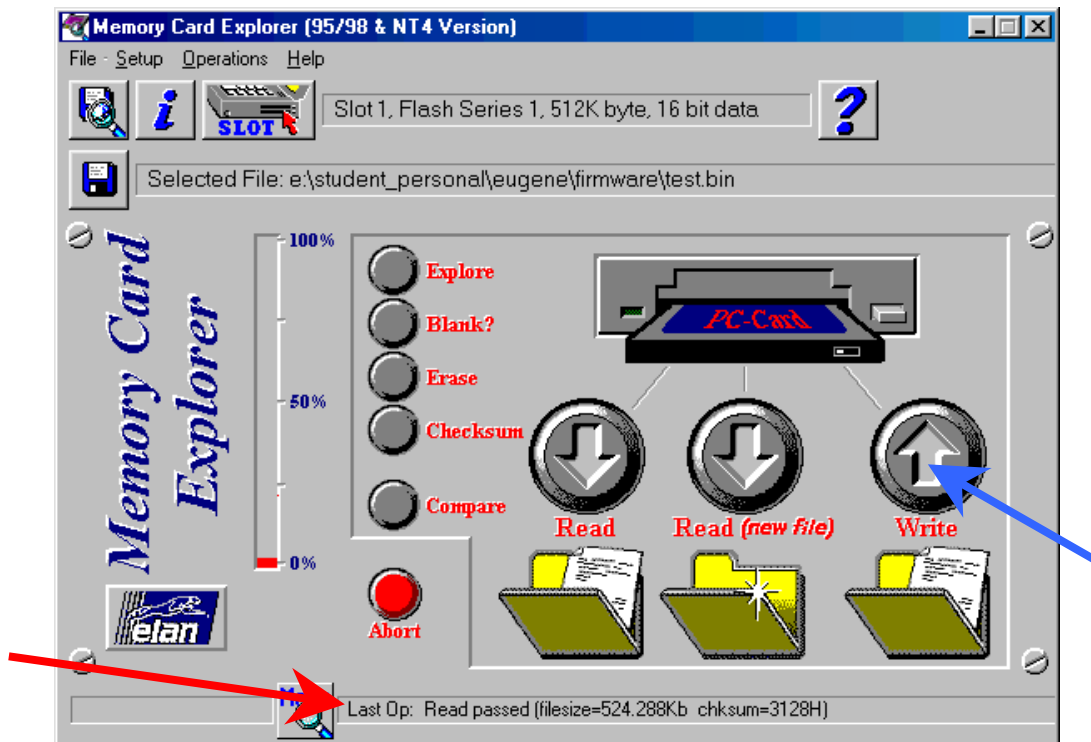 Memory Card Explorer (95/98 & NT4 Version)
File Setup Operations Help
SLOT
Slot 1, Flash Series 1, 512K byte, 16 bit data
Selected File: e:\student_personal\eugene\firmware\test.bin
Memory Card
Explorer
100%
50%
0%
Explore
Blank?
Erase
Checksum
Compare
Abort
PC-Card
Read
Read (new file)
Write
elan
Last Op: Read passed (filesize=524.288Kb chksum=3128H)